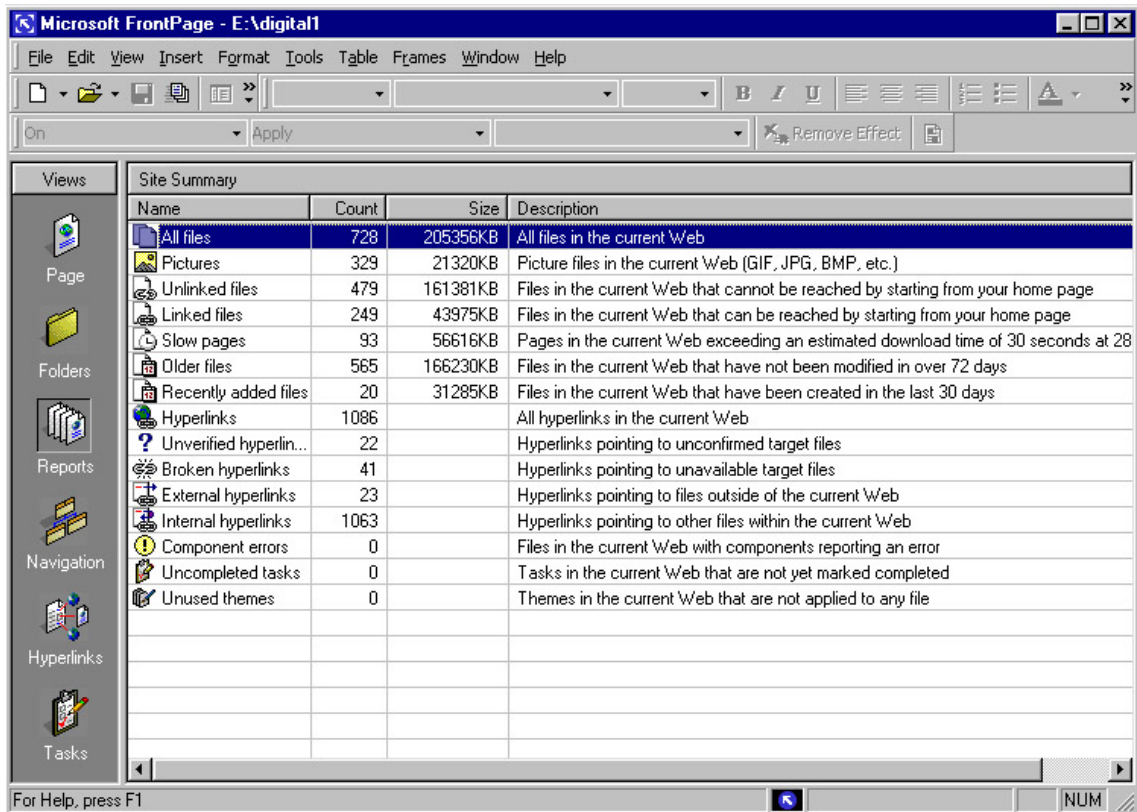 Microsoft FrontPage - E:\digital1
File Edit View Insert Format Tools Table Frames Window Help
B I U A
On Apply Remove Effect
Views Site Summary
Name Count Size Description
All files 728 205356KB All files in the current Web
Pictures 329 21320KB Picture files in the current Web (GIF, JPG, BMP, etc.)
Page
Unlinked files 479 161381KB Files in the current Web that cannot be reached by starting from your home page
Linked files 249 43975KB Files in the current Web that can be reached by starting from your home page
Slow pages 93 56616KB Pages in the current Web exceeding an estimated download time of 30 seconds at 28
Folders
Older files 565 166230KB Files in the current Web that have not been modified in over 72 days
Recently added files 20 31285KB Files in the current Web that have been created in the last 30 days
Hyperlinks 1086 All hyperlinks in the current Web
Unverified hyperlin... 22 Hyperlinks pointing to unconfirmed target files
Reports
Broken hyperlinks 41 Hyperlinks pointing to unavailable target files
External hyperlinks 23 Hyperlinks pointing to files outside of the current Web
Internal hyperlinks 1063 Hyperlinks pointing to other files within the current Web
Component errors 0 Files in the current Web with components reporting an error
Navigation
Uncompleted tasks 0 Tasks in the current Web that are not yet marked completed
Unused themes 0 Themes in the current Web that are not applied to any file
Hyperlinks
Tasks
For Help, press F1 NUM